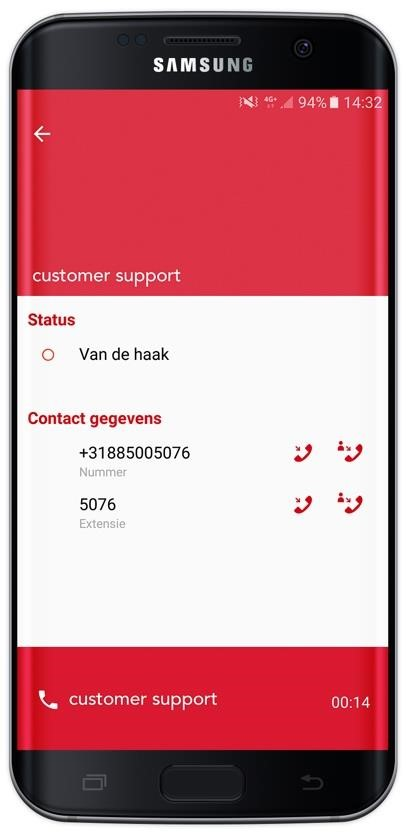 SAMSUNG
4G+ 94% 14:32
customer support
Status
Van de haak
Contact gegevens
+31885005076
Nummer
5076
Extensie
customer support 00:14